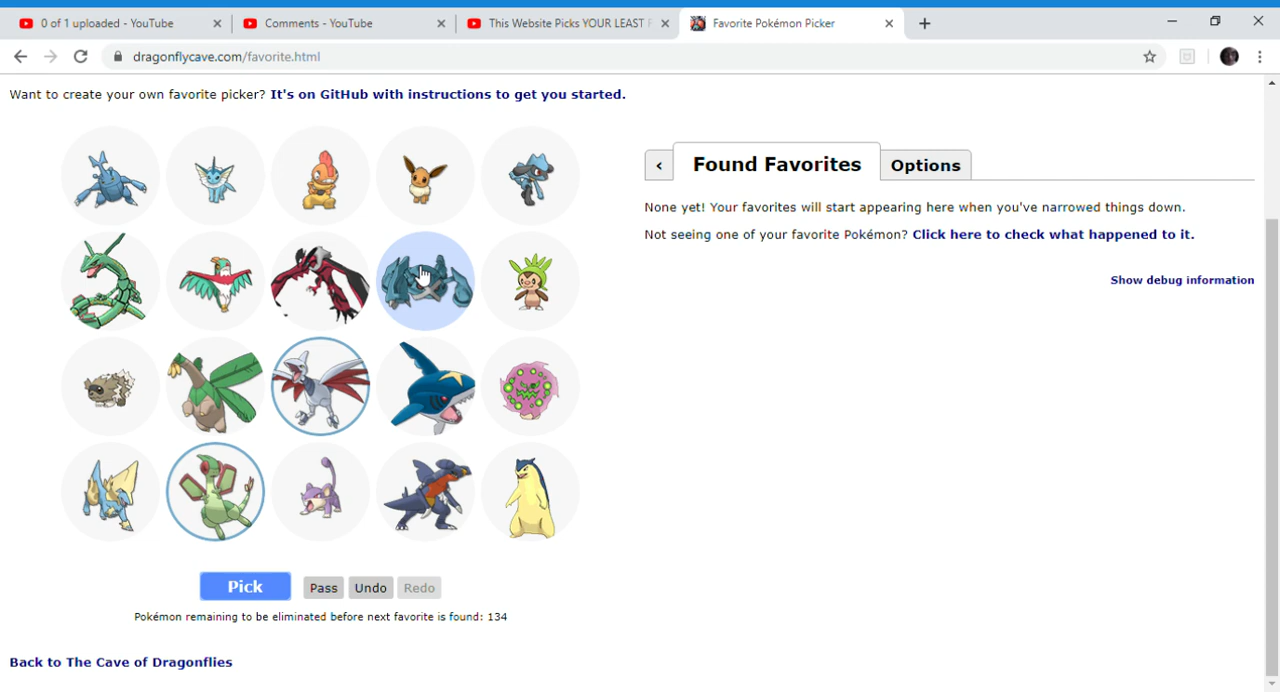 0 of 1 uploaded - YouTube
Comments - YouTube
This Website Picks YOUR LEAST F
Favorite Pokémon Picker
dragonflycave.com/favorite.html
Want to create your own favorite picker? It's on GitHub with instructions to get you started.
< Found Favorites Options
None yet! Your favorites will start appearing here when you've narrowed things down.
Not seeing one of your favorite Pokémon? Click here to check what happened to it.
Show debug information
Pick Pass Undo Redo
Pokémon remaining to be eliminated before next favorite is found: 134
Back to The Cave of Dragonflies